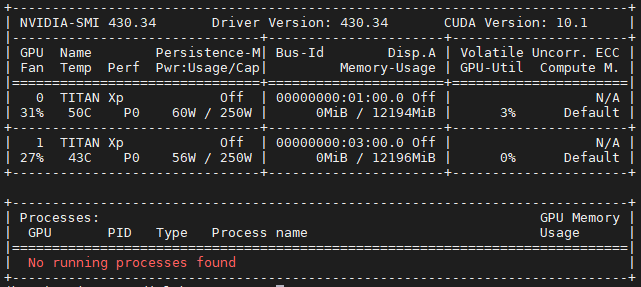 +-----------------------------------------------------------------------------+
| NVIDIA-SMI 430.34       Driver Version: 430.34       CUDA Version: 10.1     |
|-------------------------------+----------------------+----------------------+
| GPU  Name        Persistence-M| Bus-Id        Disp.A | Volatile Uncorr. ECC |
| Fan  Temp  Perf  Pwr:Usage/Cap|         Memory-Usage | GPU-Util  Compute M. |
|===============================+======================+======================|
|   0  TITAN Xp            Off  | 00000000:01:00.0 Off |                  N/A |
| 31%   50C    P0    60W / 250W |      0MiB / 12194MiB |      3%      Default |
+-------------------------------+----------------------+----------------------+
|   1  TITAN Xp            Off  | 00000000:03:00.0 Off |                  N/A |
| 27%   43C    P0    56W / 250W |      0MiB / 12196MiB |      0%      Default |
+-------------------------------+----------------------+----------------------+
+-----------------------------------------------------------------------------+
| Processes:                                                       GPU Memory |
|  GPU       PID   Type   Process name                             Usage      |
|=============================================================================|
|  No running processes found                                                 |
+-----------------------------------------------------------------------------+